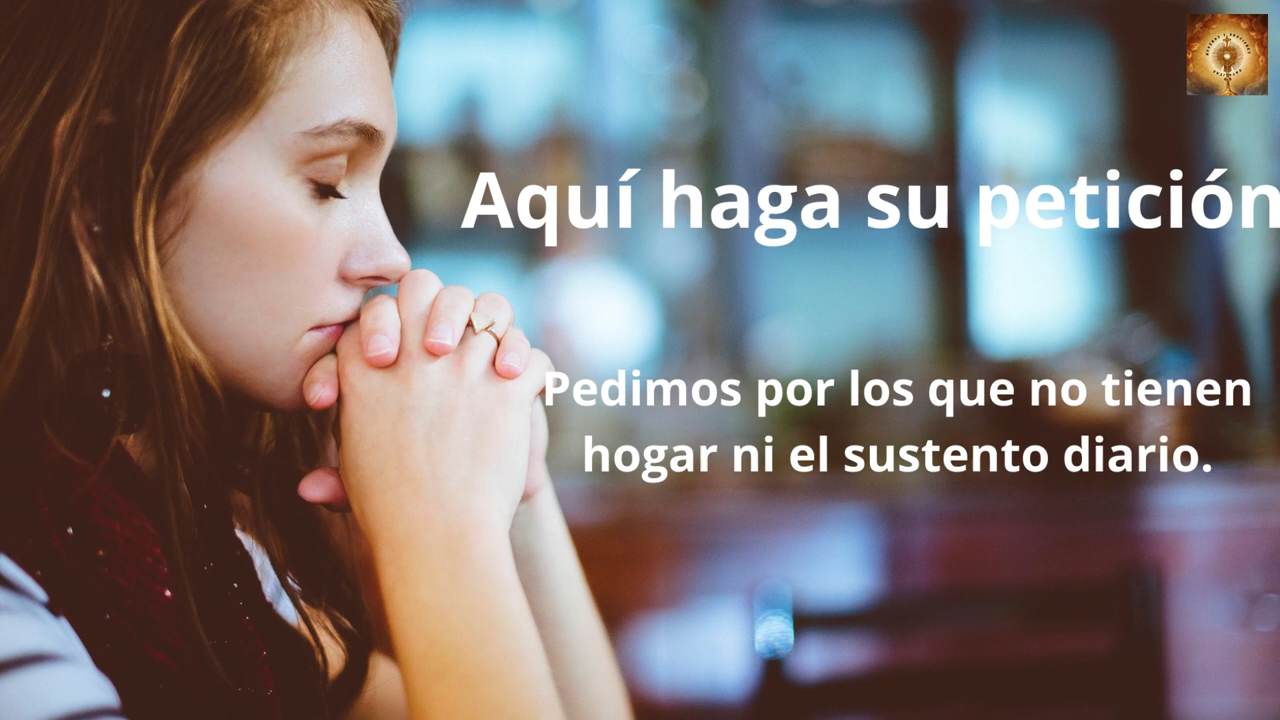 Aquí haga su petición
Pedimos por los que no tienen
hogar ni el sustento diario.